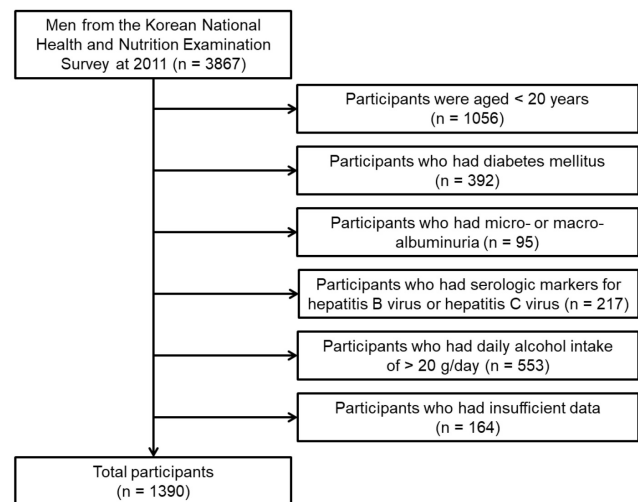 Men from the Korean National
Health and Nutrition Examination
Survey at 2011 (n = 3867)
Participants were aged < 20 years
(n = 1056)
Participants who had diabetes mellitus
(n = 392)
Participants who had micro- or macro-
albuminuria (n = 95)
Participants who had serologic markers for
hepatitis B virus or hepatitis C virus (n = 217)
Participants who had daily alcohol intake
of > 20 g/day (n = 553)
Participants who had insufficient data
(n = 164)
Total participants
(n = 1390)